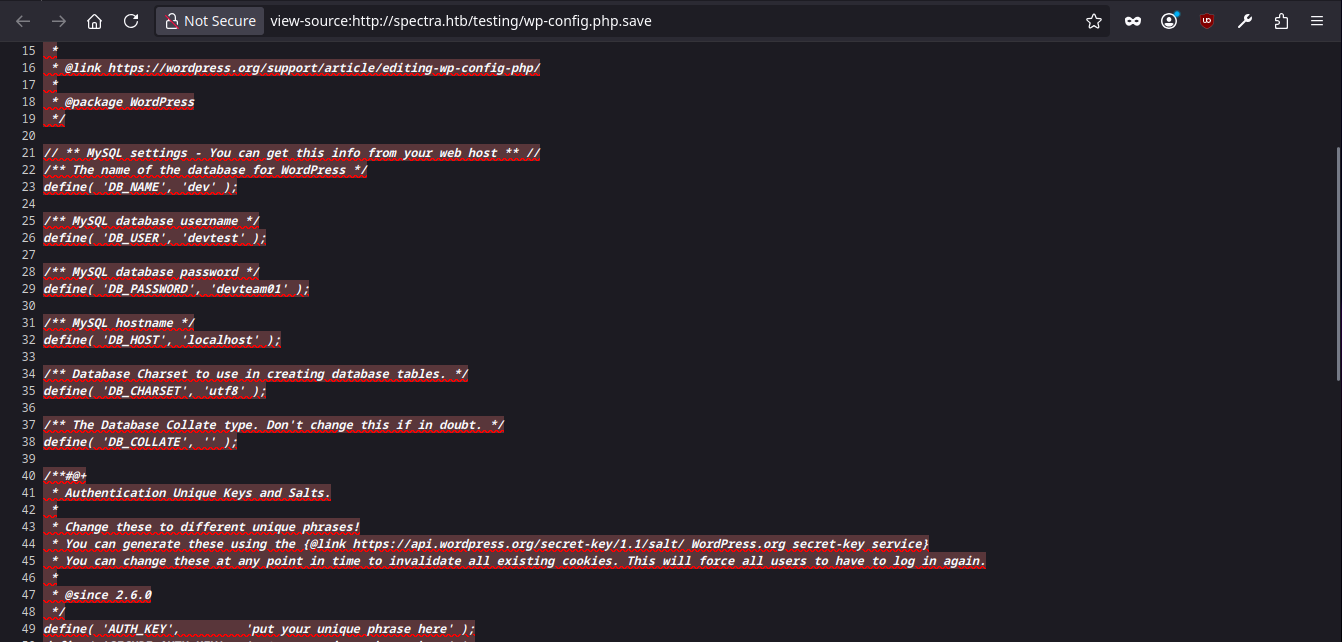 Not Secure view-source:http://spectra.htb/testing/wp-config.php.save
15 *
16 * @link https://wordpress.org/support/article/editing-wp-config-php/
17 *
18 * @package WordPress
19 */
20
21 // ** MySQL settings - You can get this info from your web host ** //
22 /** The name of the database for WordPress */
23 define( 'DB_NAME', 'dev' );
24
25 /** MySQL database username */
26 define( 'DB_USER', 'devtest' );
27
28 /** MySQL database password */
29 define( 'DB_PASSWORD', 'devteam01' );
30
31 /** MySQL hostname */
32 define( 'DB_HOST', 'localhost' );
33
34 /** Database Charset to use in creating database tables. */
35 define( 'DB_CHARSET', 'utf8' );
36
37 /** The Database Collate type. Don't change this if in doubt. */
38 define( 'DB_COLLATE', '' );
39
40 /**#@+
41 * Authentication Unique Keys and Salts.
42 *
43 * Change these to different unique phrases!
44 * You can generate these using the {@link https://api.wordpress.org/secret-key/1.1/salt/ WordPress.org secret-key service}
45 * You can change these at any point in time to invalidate all existing cookies. This will force all users to have to log in again.
46 *
47 * @since 2.6.0
48 */
49 define( 'AUTH_KEY', 'put your unique phrase here' );